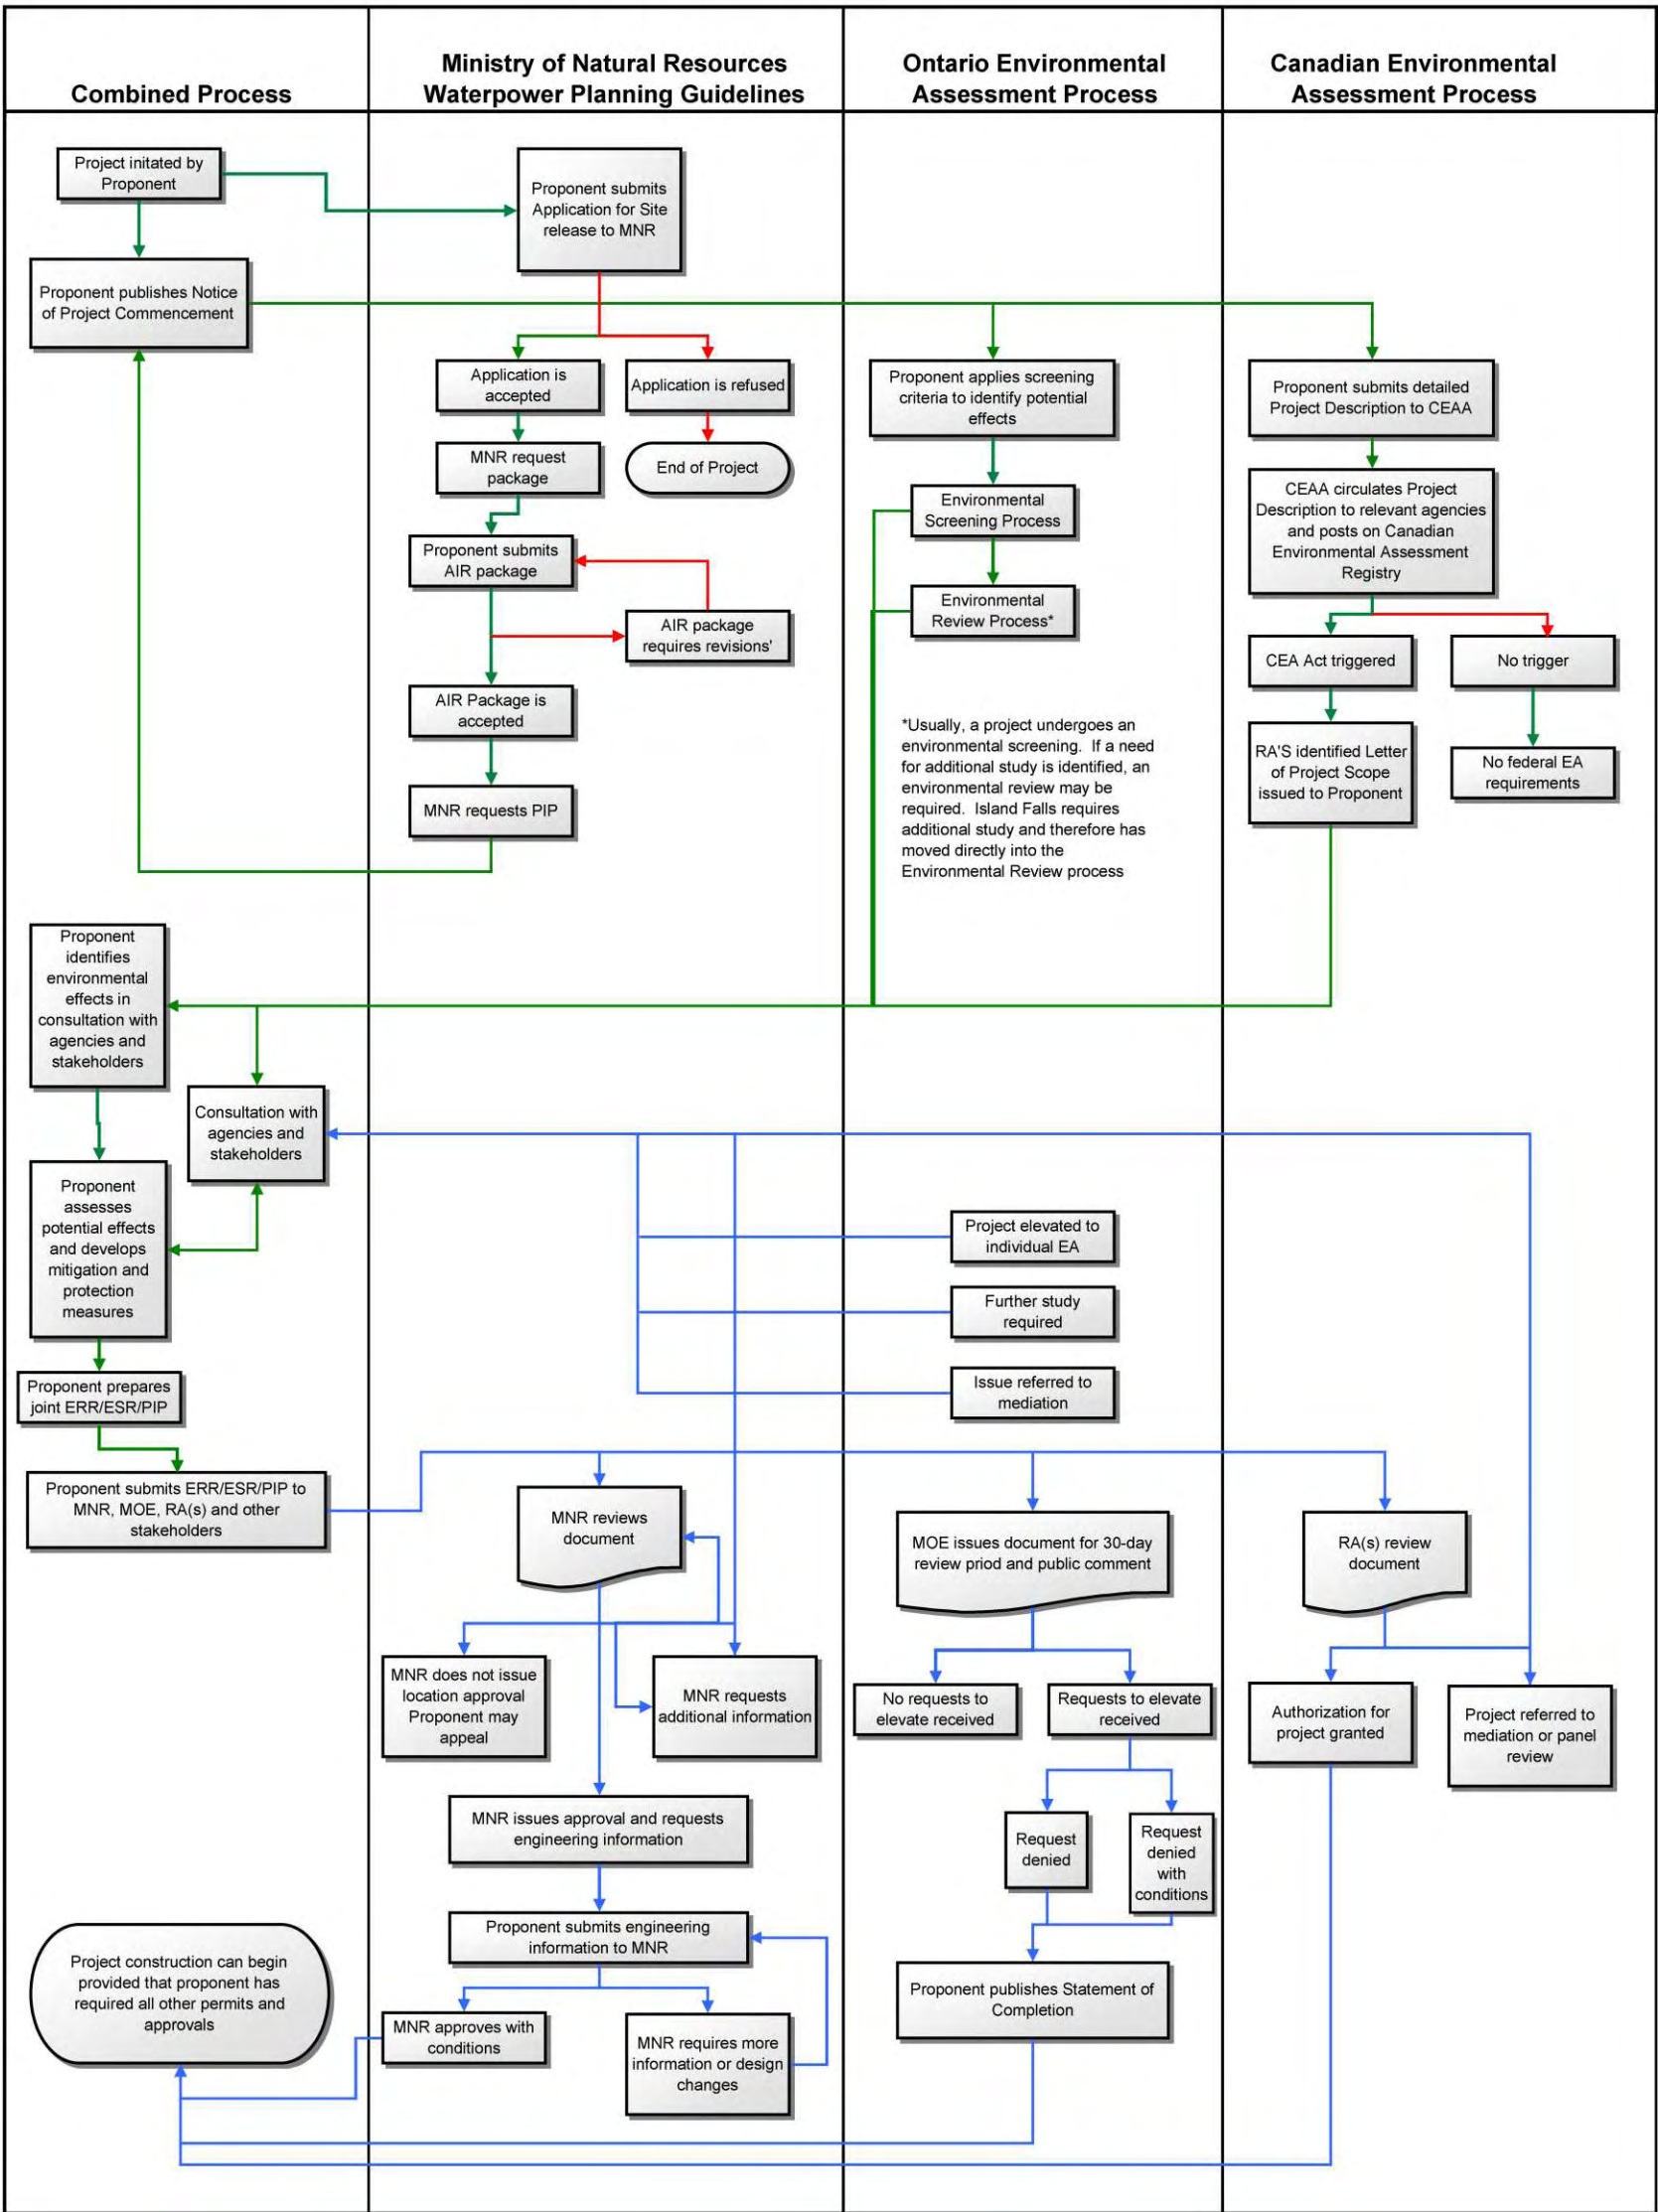 Combined Process
Ministry of Natural Resources
Waterpower Planning Guidelines
Ontario Environmental
Assessment Process
Canadian Environmental
Assessment Process
Project initated by
Proponent
Proponent publishes Notice
of Project Commencement
Proponent submits
Application for Site
release to MNR
Application is
accepted
Application is refused
MNR request
package
End of Project
Proponent submits
AIR package
AIR package
requires revisions'
AIR Package is
accepted
MNR requests PIP
Proponent applies screening
criteria to identify potential
effects
Environmental
Screening Process
Environmental
Review Process*
*Usually, a project undergoes an
environmental screening. If a need
for additional study is identified, an
environmental review may be
required. Island Falls requires
additional study and therefore has
moved directly into the
Environmental Review process
Proponent submits detailed
Project Description to CEAA
CEAA circulates Project
Description to relevant agencies
and posts on Canadian
Environmental Assessment
Registry
CEA Act triggered
No trigger
RA'S identified Letter
of Project Scope
issued to Proponent
No federal EA
requirements
Proponent
identifies
environmental
effects in
consultation with
agencies and
stakeholders
Consultation with
agencies and
stakeholders
Proponent
assesses
potential effects
and develops
mitigation and
protection
measures
Proponent prepares
joint ERR/ESR/PIP
Proponent submits ERR/ESR/PIP to
MNR, MOE, RA(s) and other
stakeholders
Project elevated to
individual EA
Further study
required
Issue referred to
mediation
MNR reviews
document
MOE issues document for 30-day
review priod and public comment
RA(s) review
document
MNR does not issue
location approval
Proponent may
appeal
MNR requests
additional information
No requests to
elevate received
Requests to elevate
received
Authorization for
project granted
Project referred to
mediation or panel
review
MNR issues approval and requests
engineering information
Request
denied
Request
denied
with
conditions
Proponent submits engineering
information to MNR
Project construction can begin
provided that proponent has
required all other permits and
approvals
MNR approves with
conditions
MNR requires more
information or design
changes
Proponent publishes Statement of
Completion